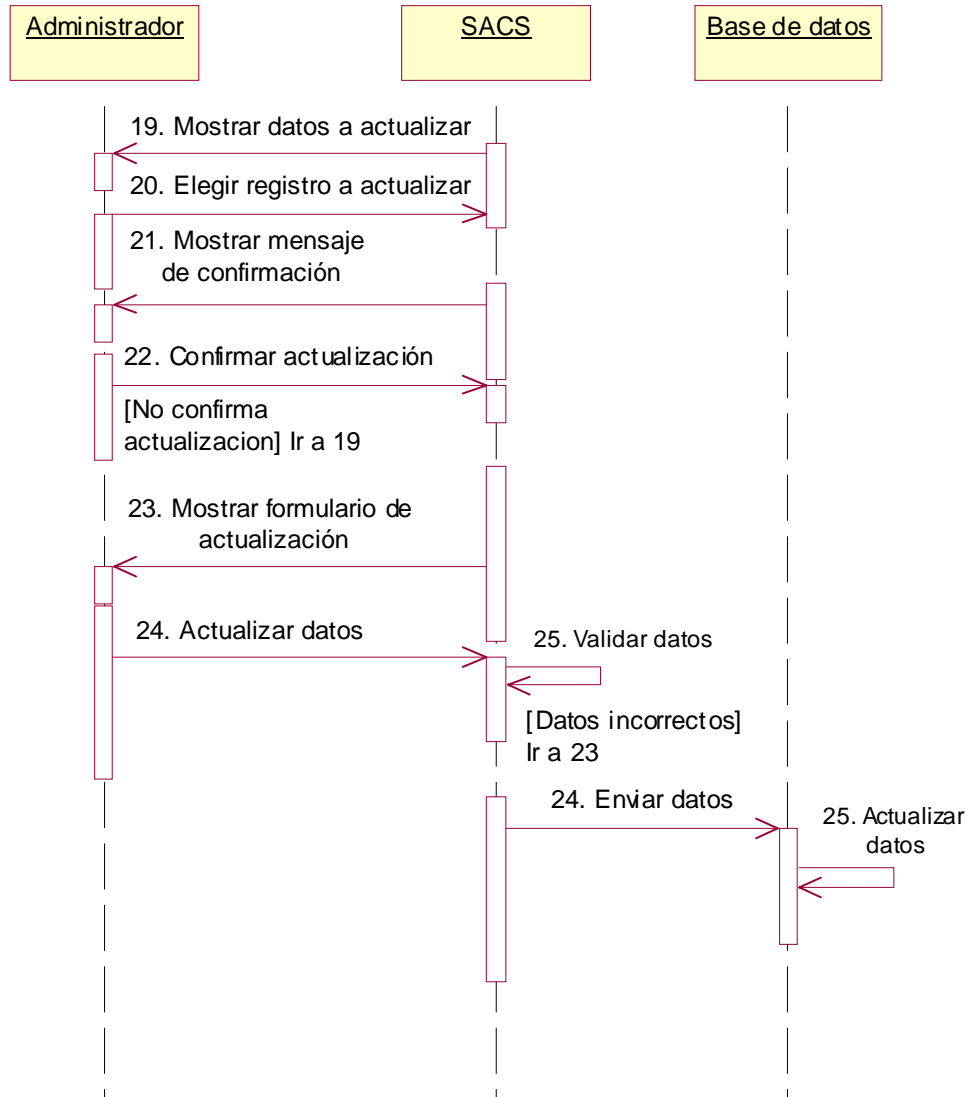 Administrador
SACS
Base de datos
19. Mostrar datos a actualizar
20. Elegir registro a actualizar
21. Mostrar mensaje
de confirmación
22. Confirmar actualización
[No confirma
actualizacion] Ir a 19
23. Mostrar formulario de
actualización
24. Actualizar datos
25. Validar datos
[Datos incorrectos]
Ir a 23
24. Enviar datos
25. Actualizar
datos